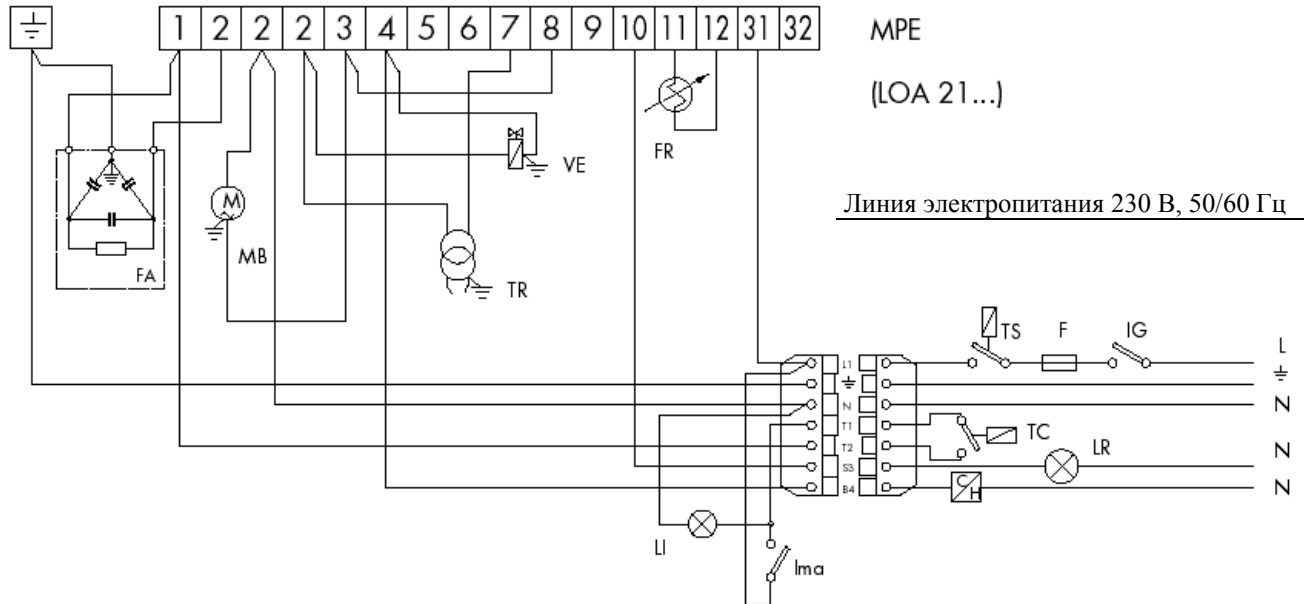 1 2 2 2 3 4 5 6 7 8 9 10 11 12 31 32
MPE
(LOA 21...)
FR
VE
Линия электропитания 230 В, 50/60 Гц
M
MB
FA
TR
TS F IG
L1 L
N N
T1
TC
T2 LR N
S3
B4 C/H N
LI
Ima